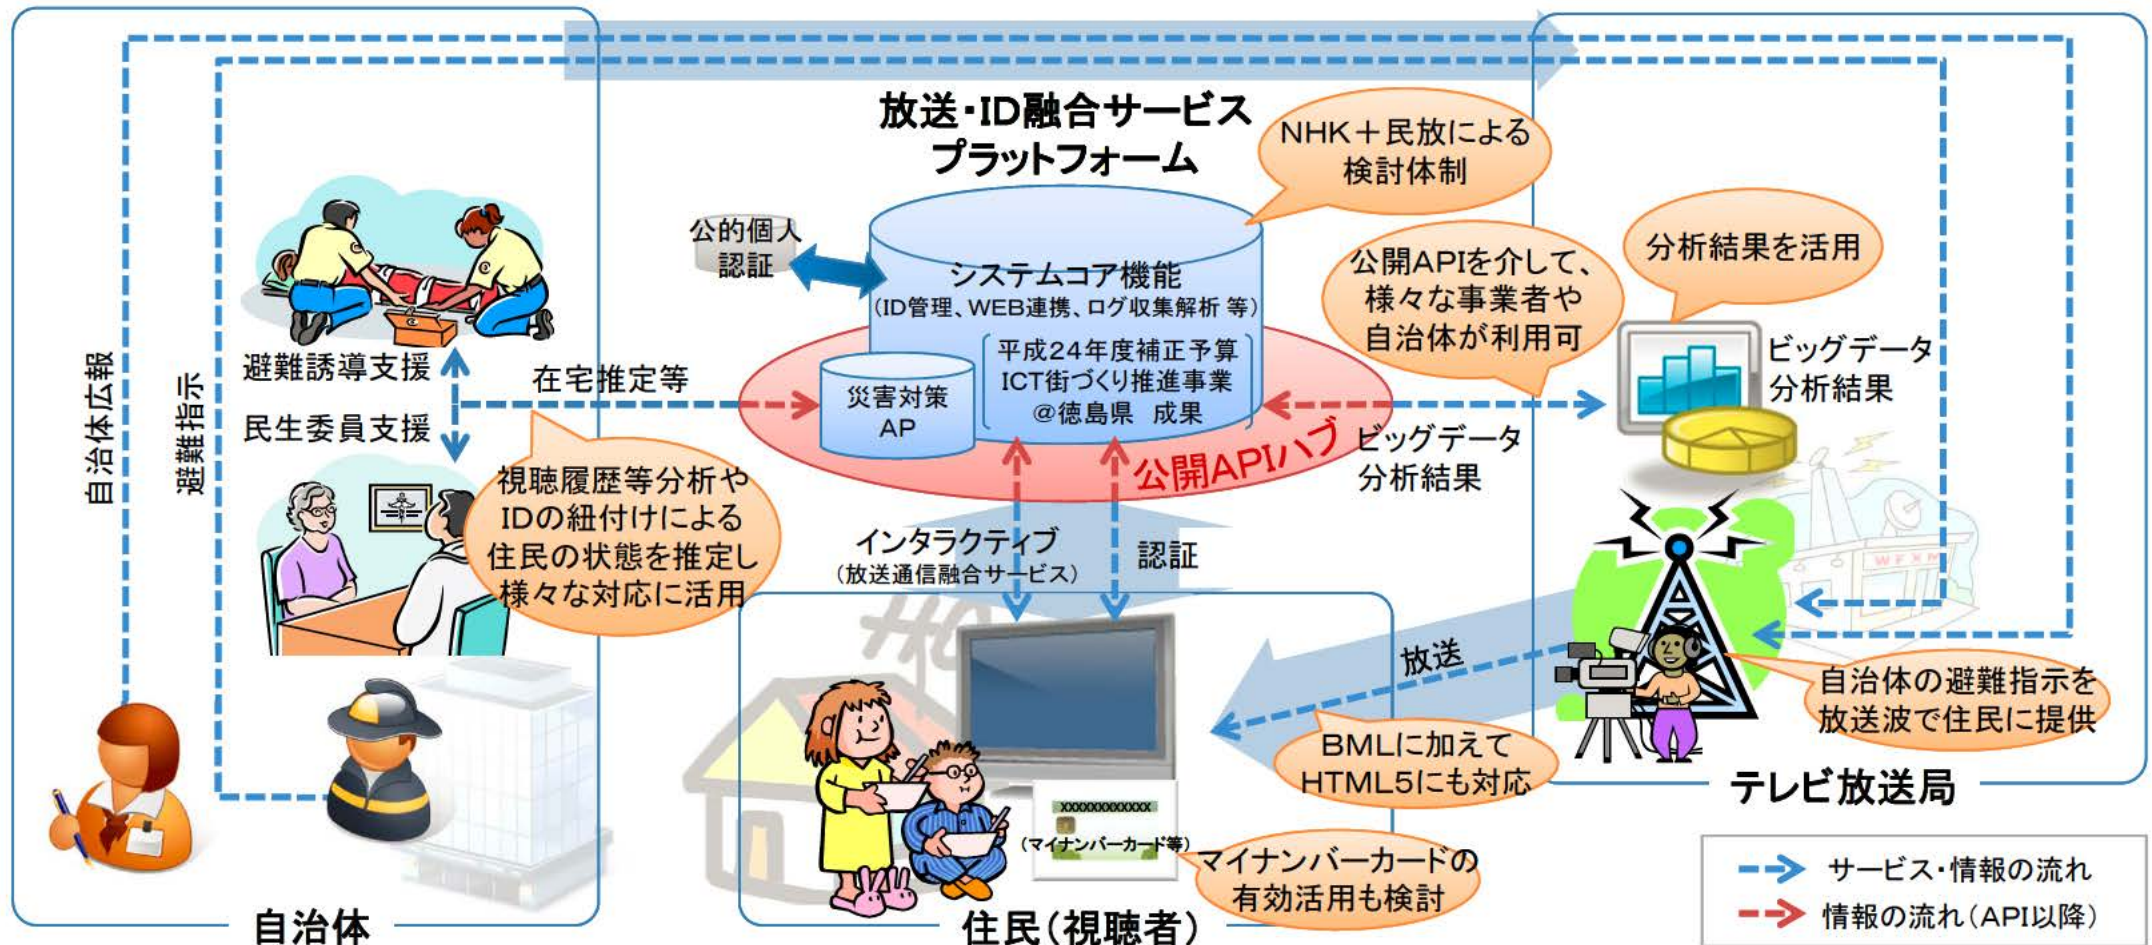 放送・ID融合サービス
プラットフォーム
NHK＋民放による
検討体制
公的個人
認証
システムコア機能
（ID管理、WEB連携、ログ収集解析 等）
平成２４年度補正予算
ICT街づくり推進事業
＠徳島県　成果
災害対策
AP
公開APIハブ
公開APIを介して、
様々な事業者や
自治体が利用可
分析結果を活用
ビッグデータ
分析結果
ビッグデータ
分析結果
自治体広報
避難指示
避難誘導支援
民生委員支援
在宅推定等
視聴履歴等分析や
IDの紐付けによる
住民の状態を推定し
様々な対応に活用
インタラクティブ
（放送通信融合サービス）
認証
放送
WFXM
自治体の避難指示を
放送波で住民に提供
BMLに加えて
HTML5にも対応
テレビ放送局
XXXXXXXXXXXX
（マイナンバーカード等）
マイナンバーカードの
有効活用も検討
自治体
住民（視聴者）
サービス・情報の流れ
情報の流れ（API以降）